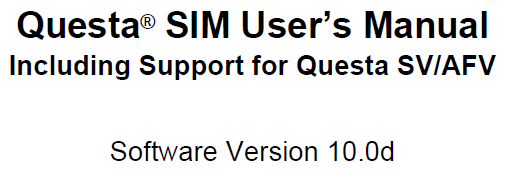 Questa® SIM User's Manual
Including Support for Questa SV/AFV
Software Version 10.0d